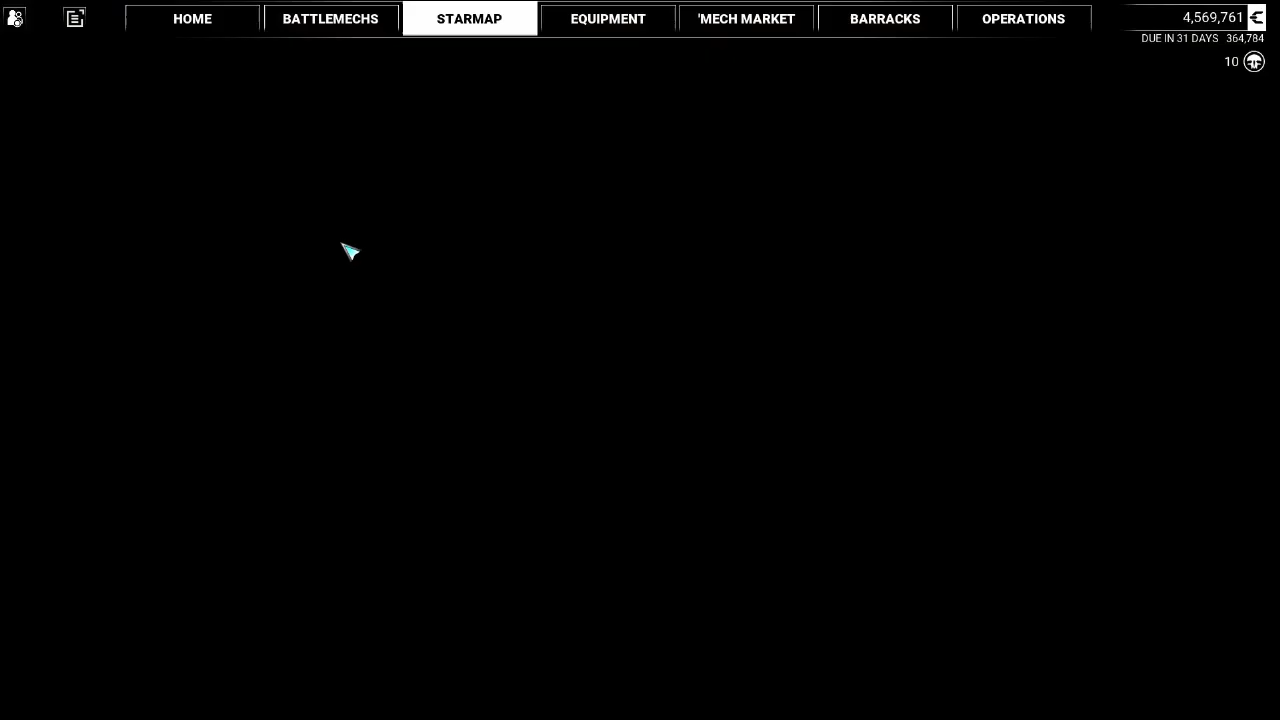 HOME
BATTLEMECHS
STARMAP
EQUIPMENT
'MECH MARKET
BARRACKS
OPERATIONS
4,569,761
DUE IN 31 DAYS 364,784
10